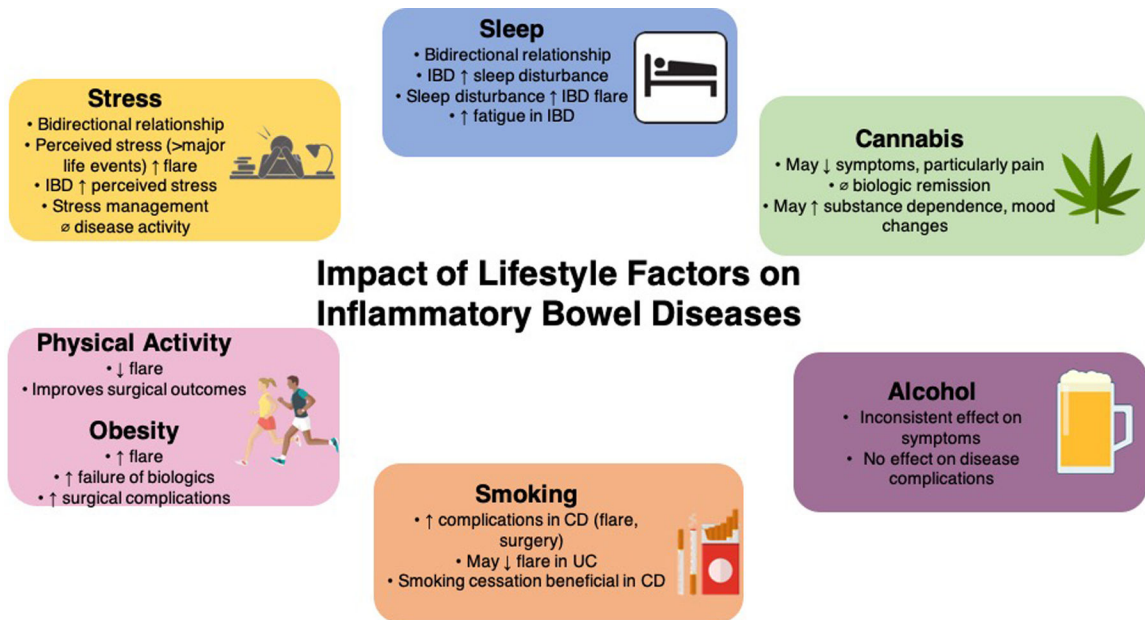 Impact of Lifestyle Factors on
Inflammatory Bowel Diseases
Stress
• Bidirectional relationship
• Perceived stress (>major
life events) ↑ flare
• IBD ↑ perceived stress
• Stress management
ø disease activity
Sleep
• Bidirectional relationship
• IBD ↑ sleep disturbance
• Sleep disturbance ↑ IBD flare
• ↑ fatigue in IBD
Cannabis
• May ↓ symptoms, particularly pain
• ø biologic remission
• May ↑ substance dependence, mood
changes
Physical Activity
• ↓ flare
• Improves surgical outcomes
Obesity
• ↑ flare
• ↑ failure of biologics
• ↑ surgical complications
Smoking
• ↑ complications in CD (flare,
surgery)
• May ↓ flare in UC
• Smoking cessation beneficial in CD
Alcohol
• Inconsistent effect on
symptoms
• No effect on disease
complications